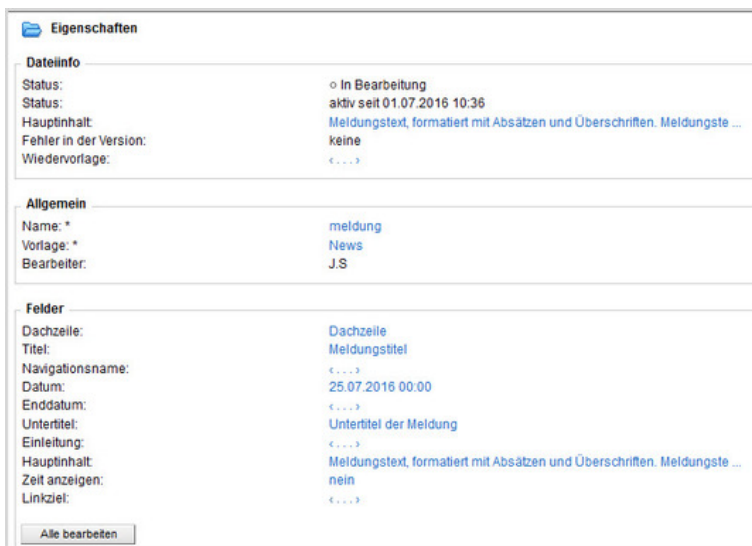 Eigenschaften
Dateiinfo
Status: ○ In Bearbeitung
Status: aktiv seit 01.07.2016 10:36
Hauptinhalt: Meldungstext, formatiert mit Absätzen und Überschriften. Meldungste ...
Fehler in der Version: keine
Wiedervorlage: ‹ . . . ›
Allgemein
Name: * meldung
Vorlage: * News
Bearbeiter: J.S
Felder
Dachzeile: Dachzeile
Titel: Meldungstitel
Navigationsname: ‹ . . . ›
Datum: 25.07.2016 00:00
Enddatum: ‹ . . . ›
Untertitel: Untertitel der Meldung
Einleitung: ‹ . . . ›
Hauptinhalt: Meldungstext, formatiert mit Absätzen und Überschriften. Meldungste ...
Zeit anzeigen: nein
Linkziel: ‹ . . . ›
Alle bearbeiten